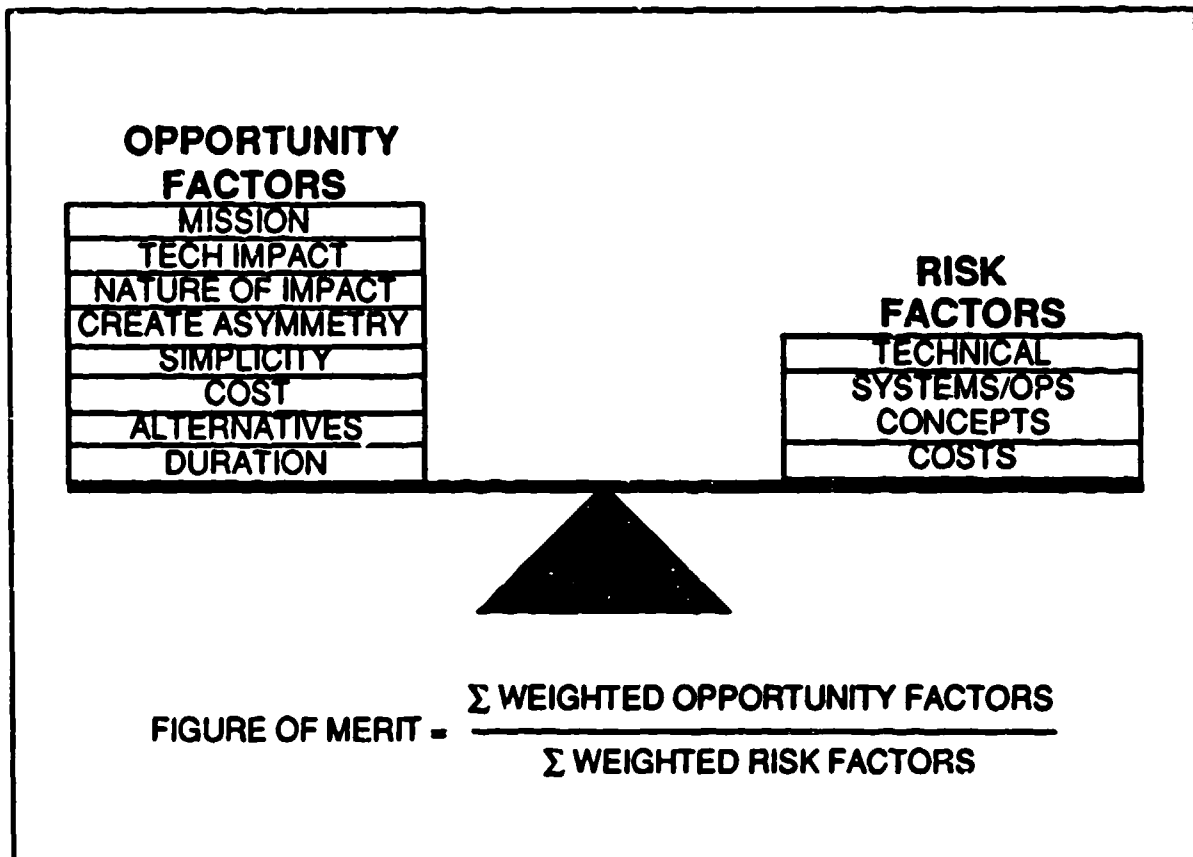 OPPORTUNITY
FACTORS
MISSION
TECH IMPACT
NATURE OF IMPACT
CREATE ASYMMETRY
SIMPLICITY
COST
ALTERNATIVES
DURATION
RISK
FACTORS
TECHNICAL
SYSTEMS/OPS
CONCEPTS
COSTS
FIGURE OF MERIT = Σ WEIGHTED OPPORTUNITY FACTORS
Σ WEIGHTED RISK FACTORS